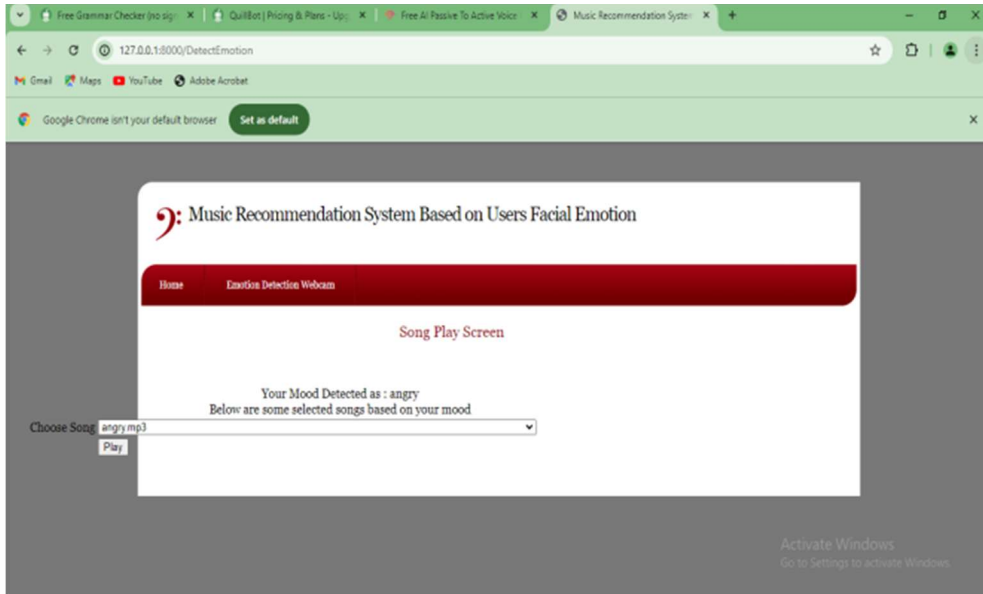 Free Grammar Checker (no sign
QuillBot | Pricing & Plans - Upg
Free AI Passive To Active Voice
Music Recommendation System
127.0.0.1:8000/DetectEmotion
Gmail Maps YouTube Adobe Acrobat
Google Chrome isn't your default browser Set as default
Music Recommendation System Based on Users Facial Emotion
Home Emotion Detection Webcam
Song Play Screen
Your Mood Detected as : angry
Below are some selected songs based on your mood
Choose Song angry.mp3
Play
Activate Windows
Go to Settings to activate Windows.